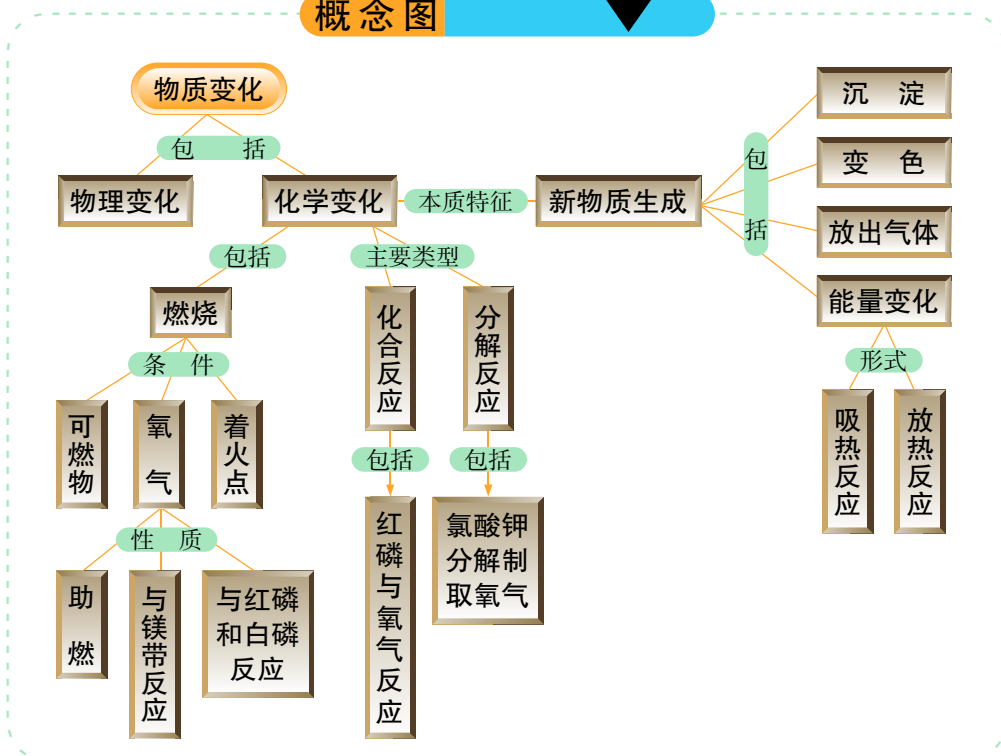 概念图
物质变化
包 括
物理变化
化学变化
本质特征
新物质生成
包括
沉 淀
变 色
放出气体
能量变化
形式
吸热反应
放热反应
包括
燃烧
条 件
可燃物
氧 气
着火点
性 质
助 燃
与镁带反应
与红磷
和白磷
反应
主要类型
化合反应
分解反应
包括
包括
红磷与氧气反应
氯酸钾
分解制
取氧气